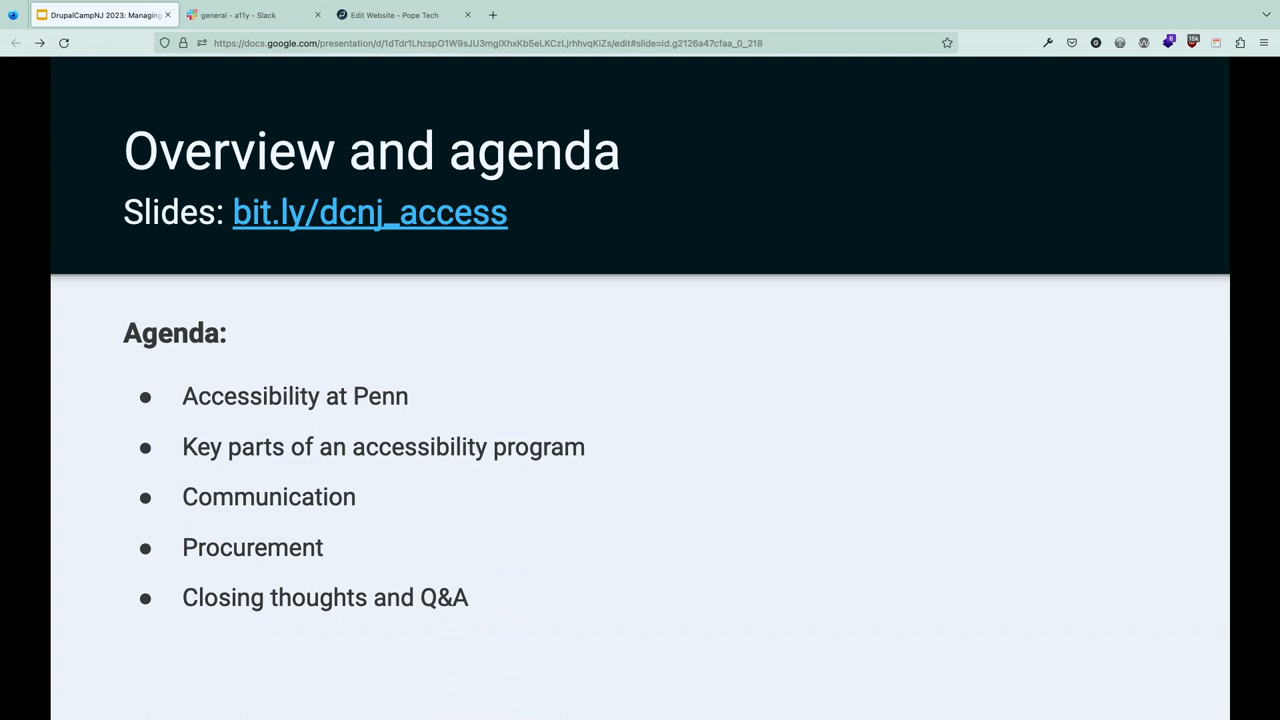 DrupalCampNJ 2023: Managing
general - a11y - Slack
Edit Website - Pope Tech
Overview and agenda
Slides: bit.ly/dcnj_access
Agenda:
● Accessibility at Penn
● Key parts of an accessibility program
● Communication
● Procurement
● Closing thoughts and Q&A